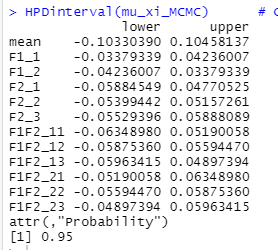 > HPDinterval(mu_xi_MCMC)        #
lower      upper
mean    -0.10330390 0.10458137
F1_1    -0.03379339 0.04236007
F1_2    -0.04236007 0.03379339
F2_1    -0.05884549 0.04770525
F2_2    -0.05399442 0.05157261
F2_3    -0.05529396 0.05888089
F1F2_11 -0.06348980 0.05190058
F1F2_12 -0.05875360 0.05594470
F1F2_13 -0.05963415 0.04897394
F1F2_21 -0.05190058 0.06348980
F1F2_22 -0.05594470 0.05875360
F1F2_23 -0.04897394 0.05963415
attr(,"Probability")
[1] 0.95